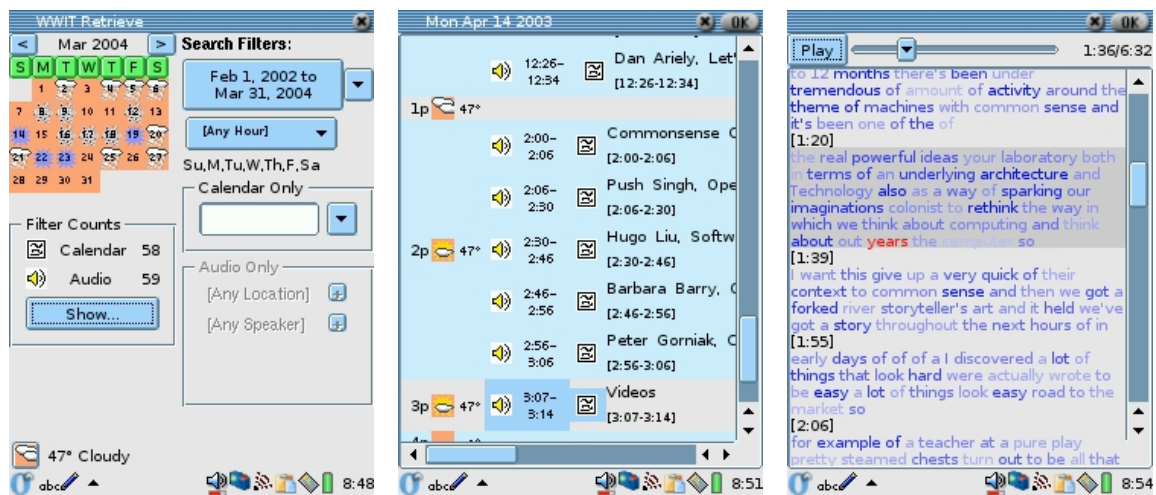 WWIT Retrieve
< Mar 2004 >
S M T W T F S
1 2 3 4 5 6
7 8 9 10 11 12 13
14 15 16 17 18 19 20
21 22 23 24 25 26 27
28 29 30 31
Filter Counts
Calendar 58
Audio 59
Show...
47° Cloudy
Search Filters:
Feb 1, 2002 to
Mar 31, 2004
[Any Hour]
Su,M,Tu,W,Th,F,Sa
Calendar Only
Audio Only
[Any Location] +
[Any Speaker] +
abc
8:48
Mon Apr 14 2003
OK
12:26-
12:34
Dan Ariely, Let'
[12:26-12:34]
1p 47°
2:00-
2:06
Commonsense
[2:00-2:06]
2:06-
2:30
Push Singh, Ope
[2:06-2:30]
2p 47°
2:30-
2:46
Hugo Liu, Softw
[2:30-2:46]
2:46-
2:56
Barbara Barry,
[2:46-2:56]
2:56-
3:06
Peter Gorniak,
[2:56-3:06]
3p 47°
3:07-
3:14
Videos
[3:07-3:14]
abc
8:51
OK
Play
1:36/6:32
to 12 months there's been under
tremendous of amount of activity around the
theme of machines with common sense and
it's been one of the of
[1:20]
the real powerful ideas your laboratory both
in terms of an underlying architecture and
Technology also as a way of sparking our
imaginations colonist to rethink the way in
which we think about computing and think
about out years the computer so
[1:39]
I want this give up a very quick of their
context to common sense and then we got a
forked river storyteller's art and it held we've
got a story throughout the next hours of in
[1:55]
early days of of of a I discovered a lot of
things that look hard were actually wrote to
be easy a lot of things look easy road to the
market so
[2:06]
for example of a teacher at a pure play
pretty steamed chests turn out to be all that
abc
8:54